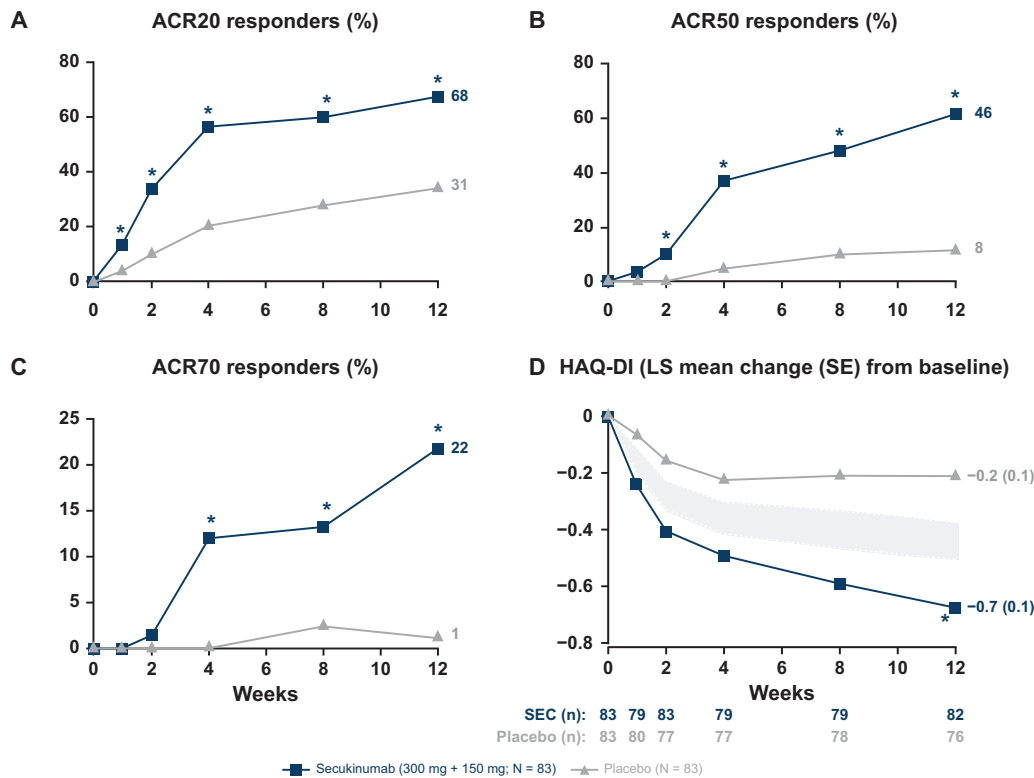 A ACR20 responders (%)
80
60
40
20
0
* * * * *
68
31
0 2 4 6 8 10 12
B ACR50 responders (%)
80
60
40
20
0
* * * *
46
8
0 2 4 6 8 10 12
C ACR70 responders (%)
25
20
15
10
5
0
* * *
22
1
0 2 4 6 8 10 12
Weeks
D HAQ-DI (LS mean change (SE) from baseline)
0
−0.2
−0.4
−0.6
−0.8
−0.2 (0.1)
−0.7 (0.1)
*
0 2 4 6 8 10 12
Weeks
SEC (n): 83 79 83 79 79 82
Placebo (n): 83 80 77 77 78 76
Secukinumab (300 mg + 150 mg; N = 83) Placebo (N = 83)